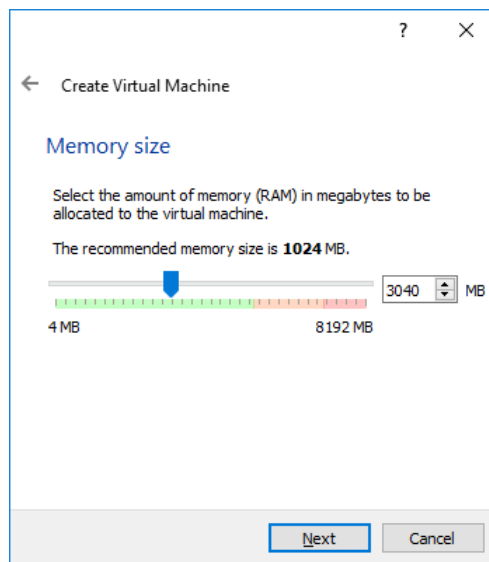 ?
Create Virtual Machine
Memory size
Select the amount of memory (RAM) in megabytes to be
allocated to the virtual machine.
The recommended memory size is 1024 MB.
3040 MB
4 MB 8192 MB
Next Cancel